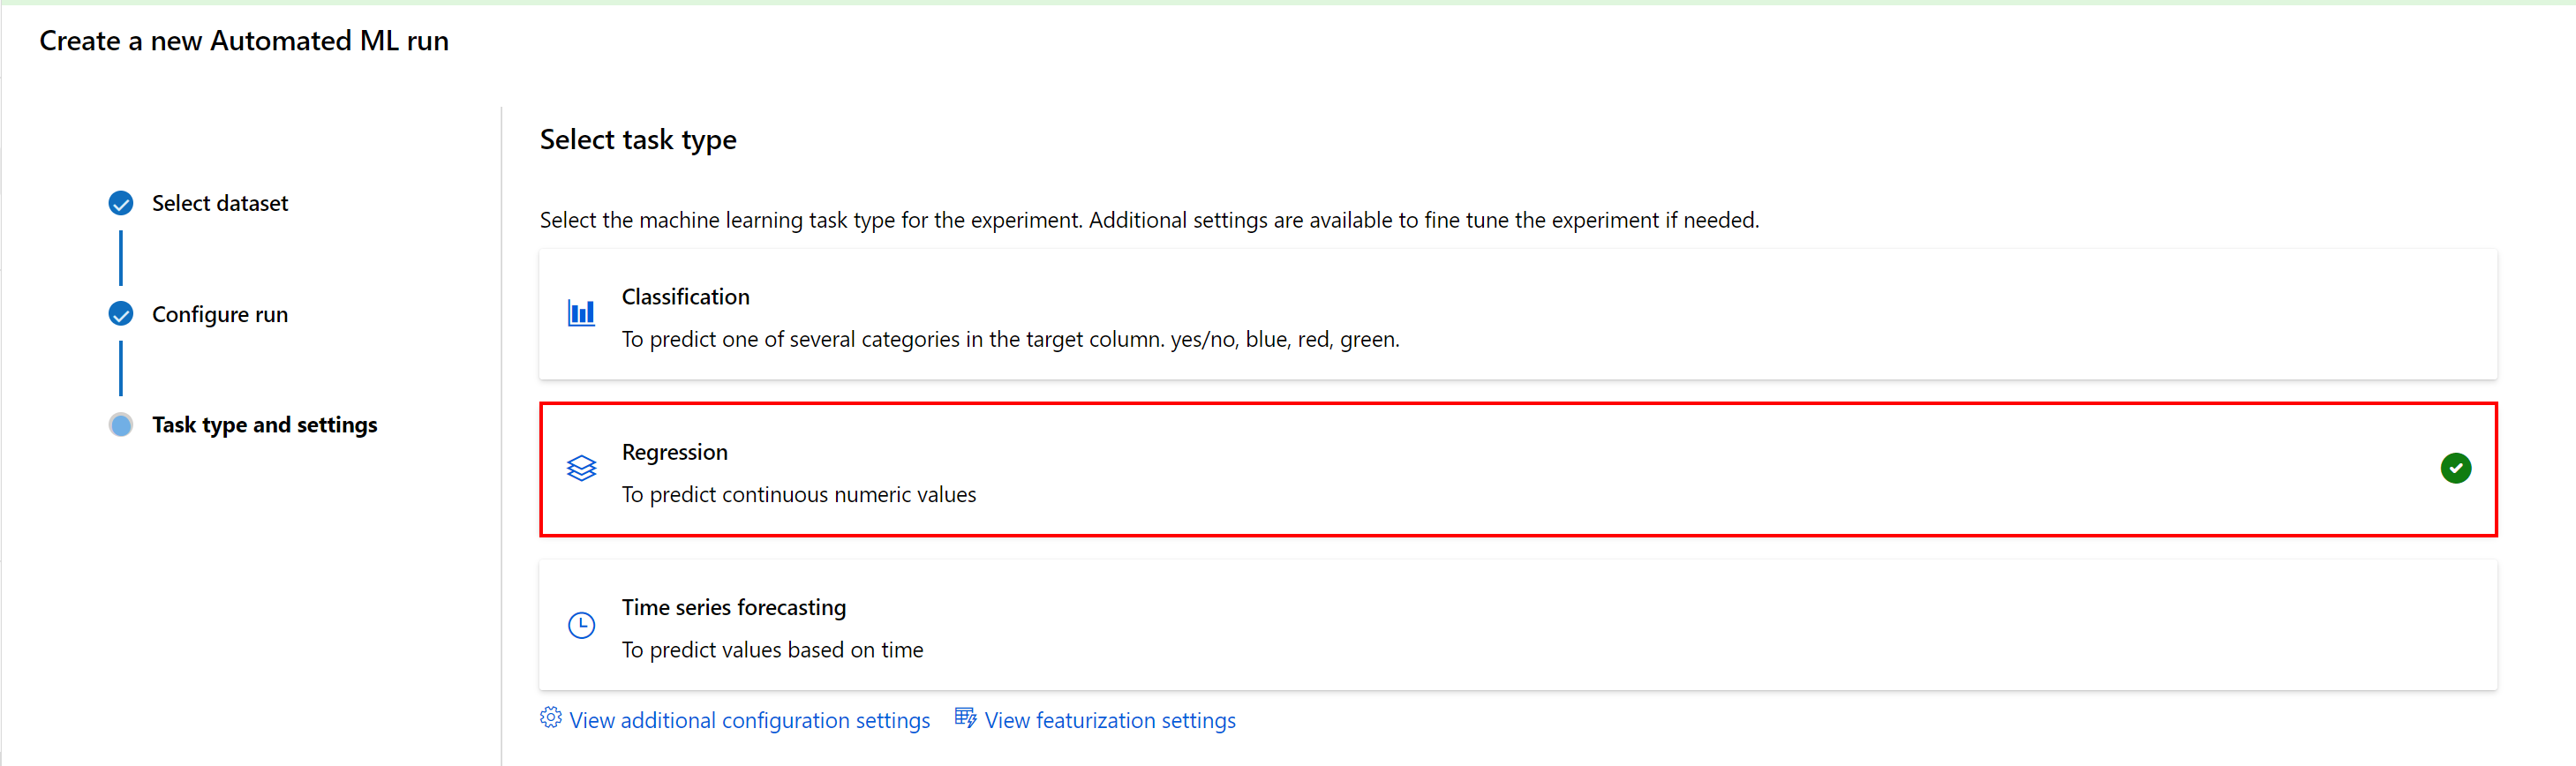 Create a new Automated ML run
Select dataset
Configure run
Task type and settings
Select task type
Select the machine learning task type for the experiment. Additional settings are available to fine tune the experiment if needed.
Classification
To predict one of several categories in the target column. yes/no, blue, red, green.
Regression
To predict continuous numeric values
Time series forecasting
To predict values based on time
View additional configuration settings View featurization settings